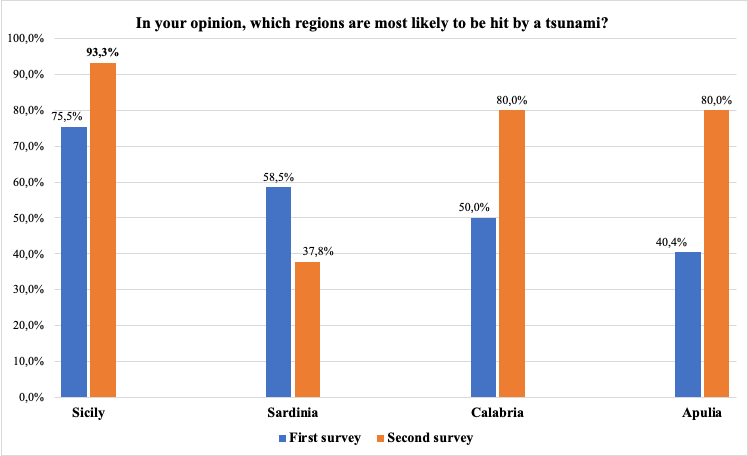 In your opinion, which regions are most likely to be hit by a tsunami?
100,0%
90,0%
80,0%
70,0%
60,0%
50,0%
40,0%
30,0%
20,0%
10,0%
0,0%
75,5%
93,3%
58,5%
37,8%
50,0%
80,0%
40,4%
80,0%
Sicily
Sardinia
Calabria
Apulia
First survey
Second survey